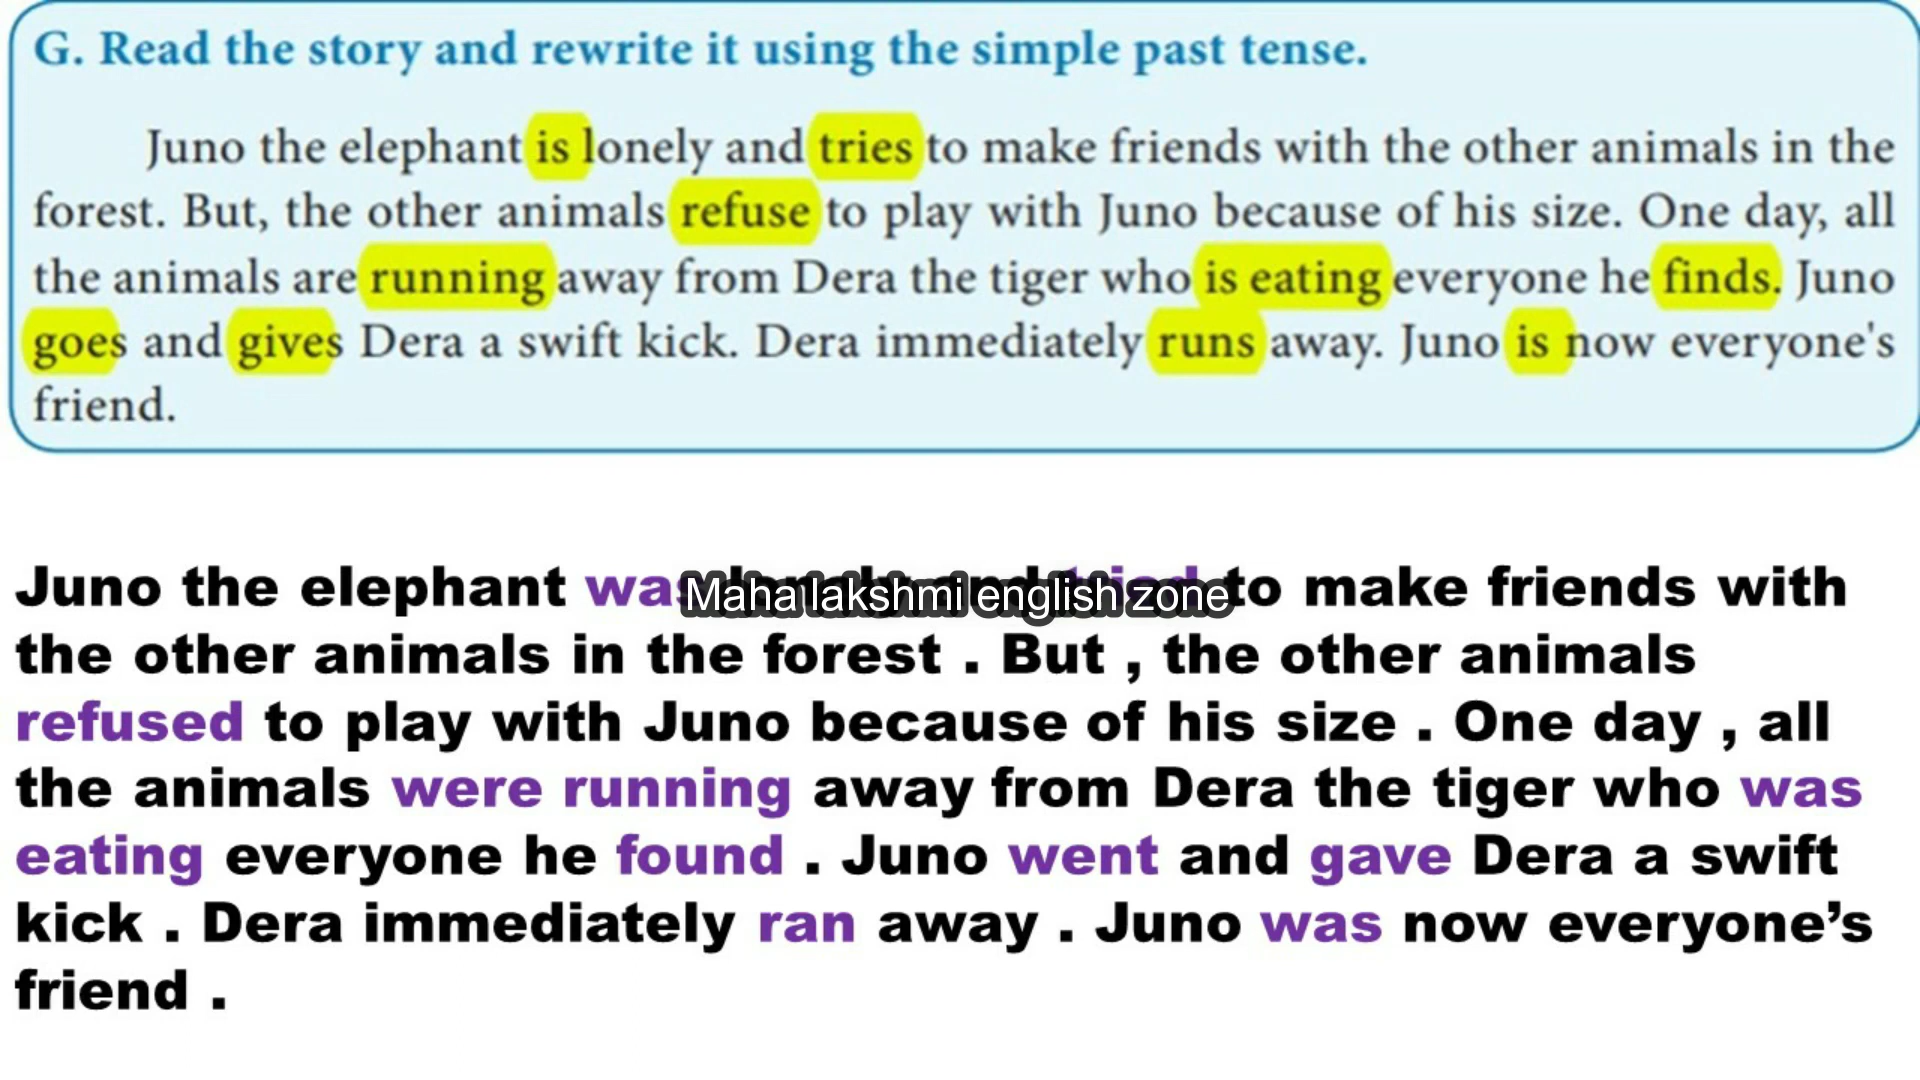 G. Read the story and rewrite it using the simple past tense.
Juno the elephant is lonely and tries to make friends with the other animals in the
forest. But, the other animals refuse to play with Juno because of his size. One day, all
the animals are running away from Dera the tiger who is eating everyone he finds. Juno
goes and gives Dera a swift kick. Dera immediately runs away. Juno is now everyone's
friend.
Juno the elephant was lonely and tried to make friends with
Maha lakshmi english zone
the other animals in the forest . But , the other animals
refused to play with Juno because of his size . One day , all
the animals were running away from Dera the tiger who was
eating everyone he found . Juno went and gave Dera a swift
kick . Dera immediately ran away . Juno was now everyone’s
friend .